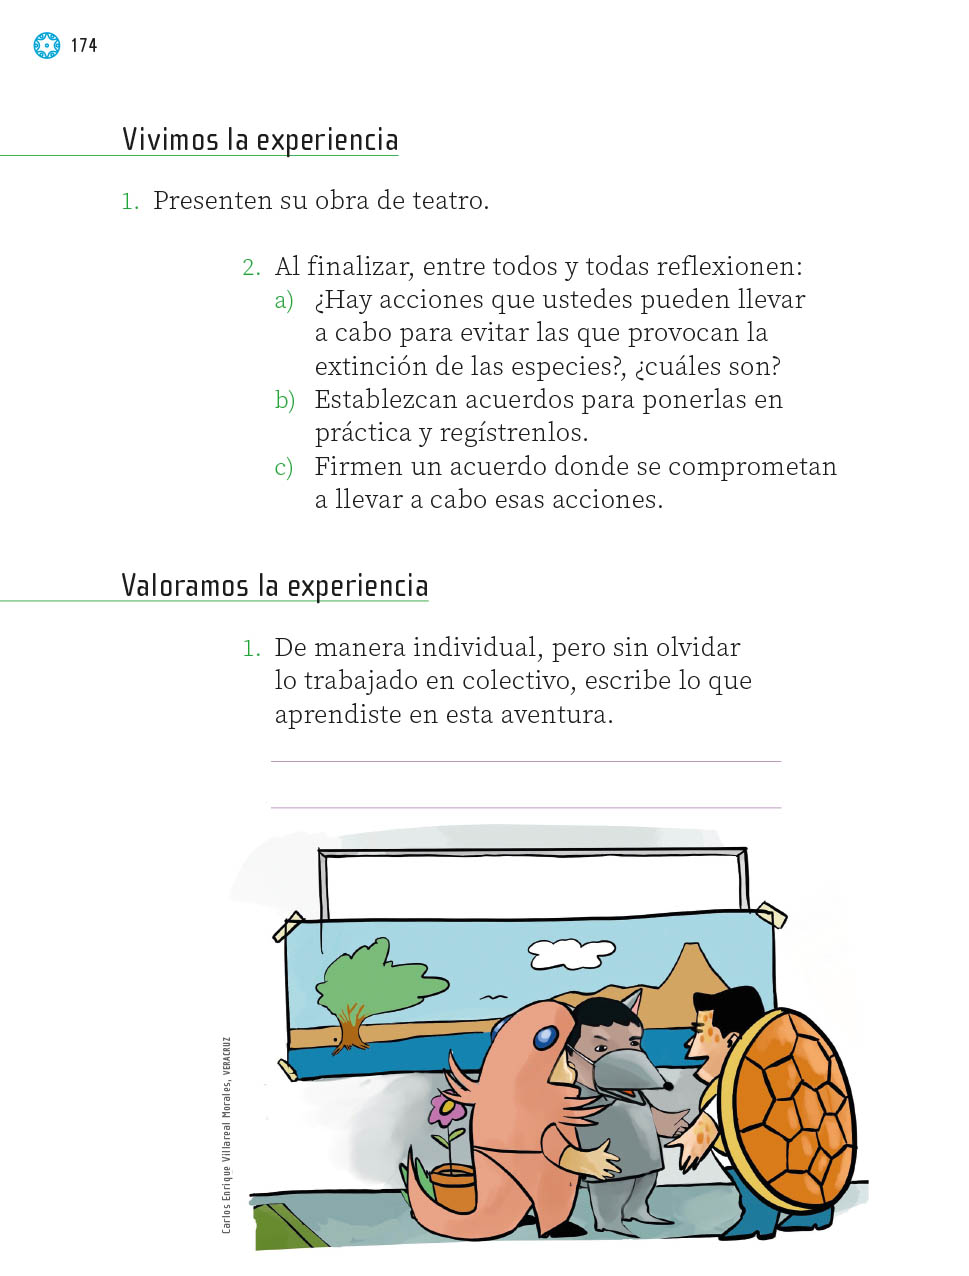 174
Vivimos la experiencia
1. Presenten su obra de teatro.
2. Al finalizar, entre todos y todas reflexionen:
a) ¿Hay acciones que ustedes pueden llevar
a cabo para evitar las que provocan la
extinción de las especies?, ¿cuáles son?
b) Establezcan acuerdos para ponerlas en
práctica y regístrenlos.
c) Firmen un acuerdo donde se comprometan
a llevar a cabo esas acciones.
Valoramos la experiencia
1. De manera individual, pero sin olvidar
lo trabajado en colectivo, escribe lo que
aprendiste en esta aventura.
Carlos Enrique Villareal Morales, VERACRUZ